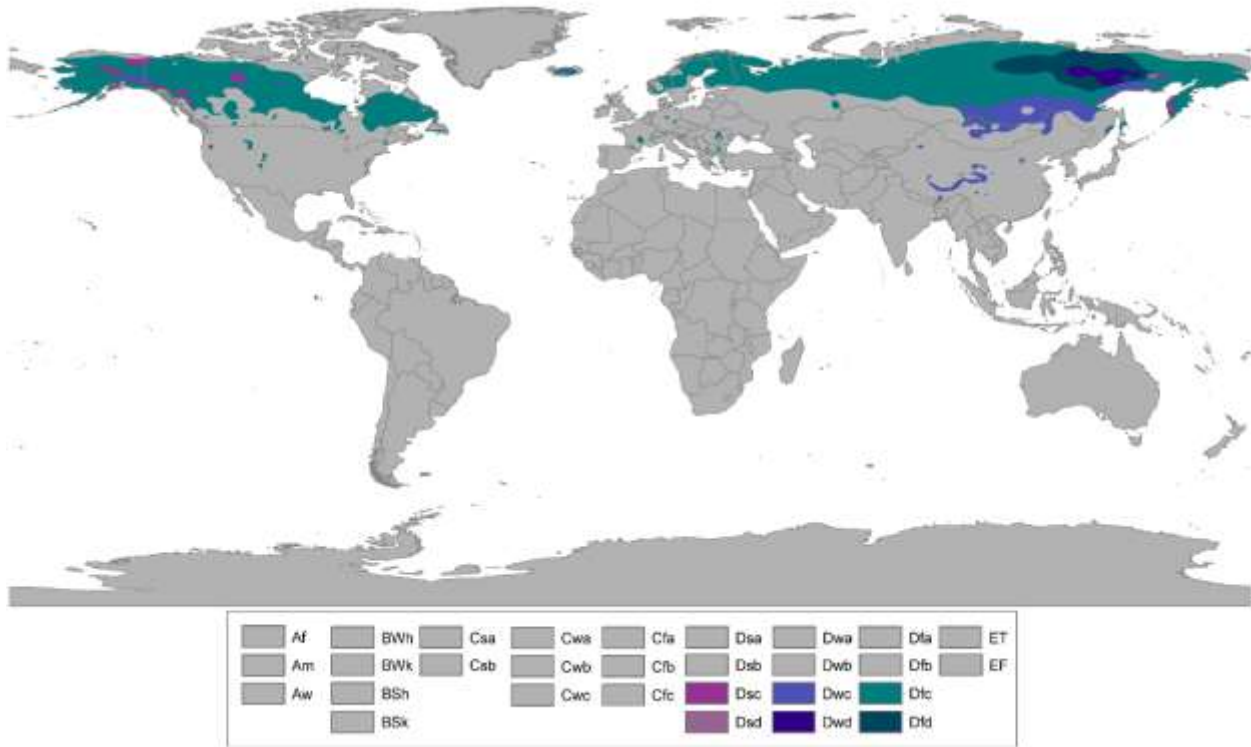 Af BWh Csa Cwa Cfa Dsa Dwa Dfa ET
Am BWk Csb Cwb Cfb Dsb Dwb Dfb EF
Aw BSh Cwc Cfc Dsc Dwc Dfc
BSk Dsd Dwd Dfd